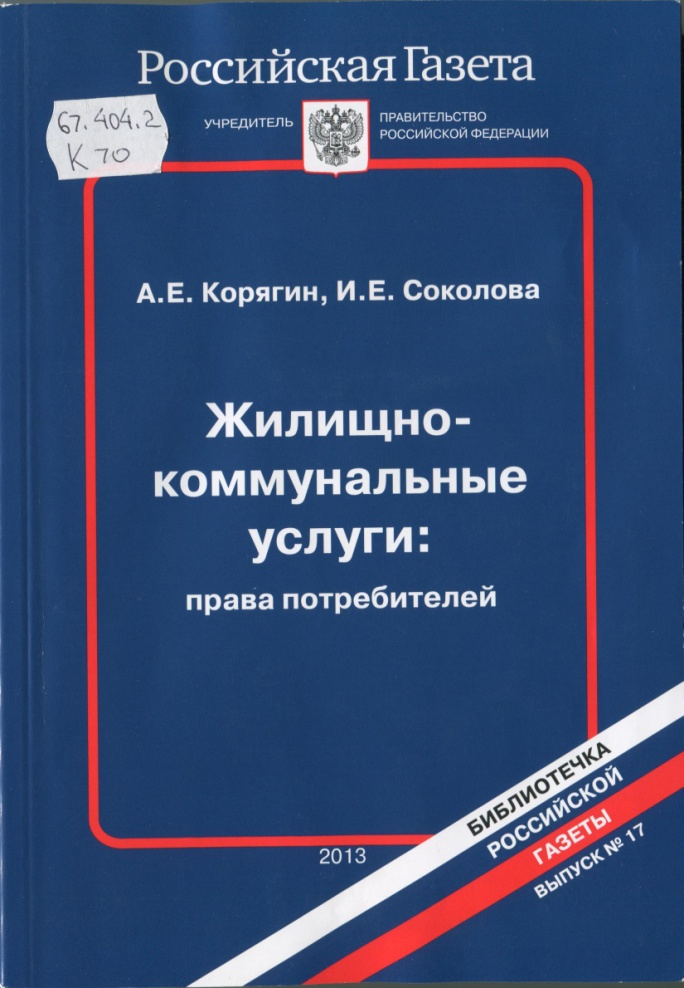 Российская Газета
67.404.2
К 70
УЧРЕДИТЕЛЬ
ПРАВИТЕЛЬСТВО
РОССИЙСКОЙ ФЕДЕРАЦИИ
А.Е. Корягин, И.Е. Соколова
Жилищно-
коммунальные
услуги:
права потребителей
БИБЛИОТЕЧКА
РОССИЙСКОЙ
ГАЗЕТЫ
ВЫПУСК № 17
2013